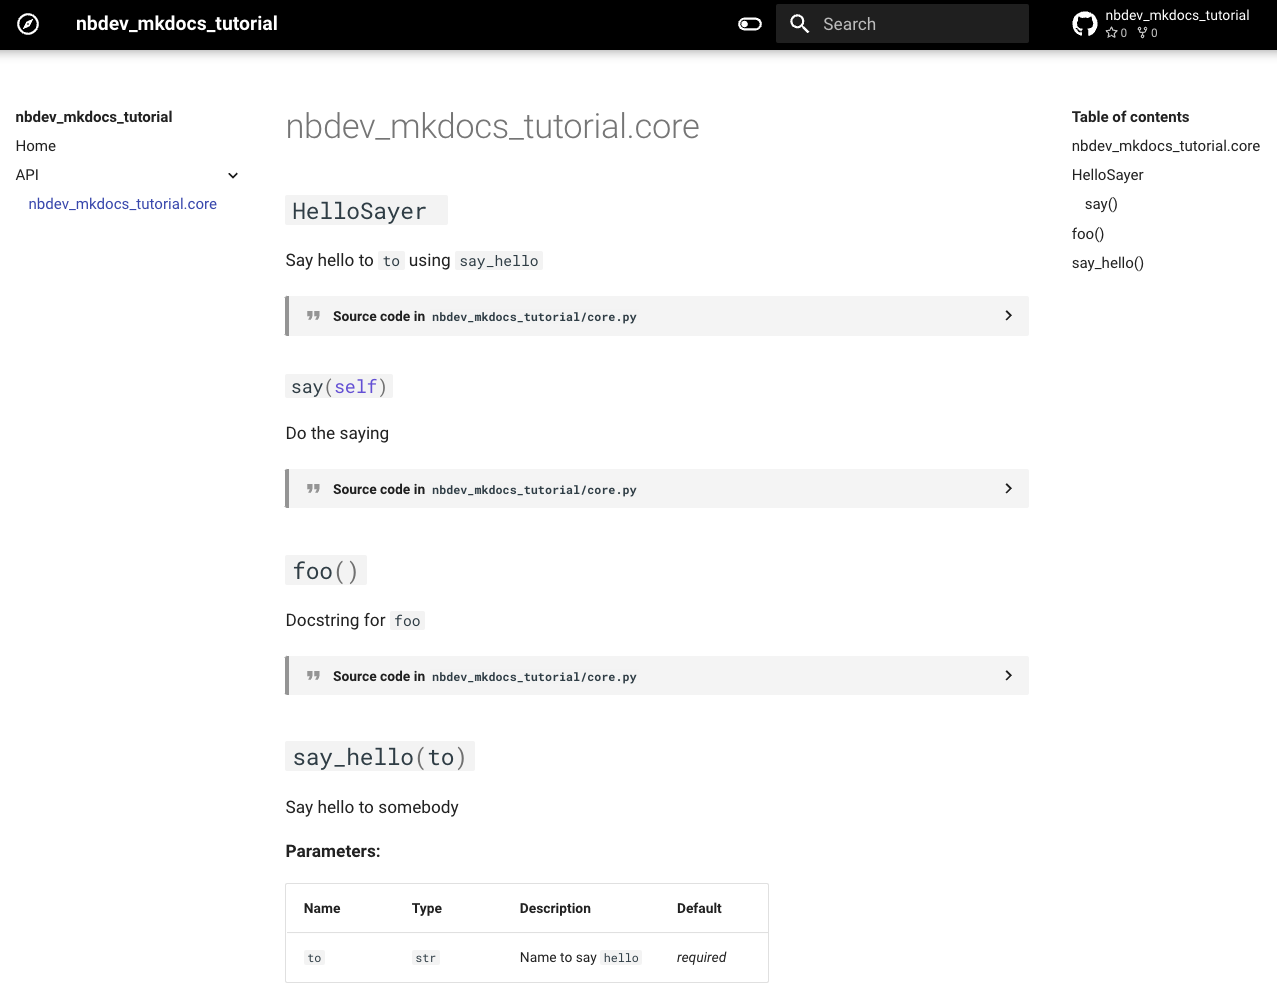 nbdev_mkdocs_tutorial
Search
nbdev_mkdocs_tutorial
0 0
nbdev_mkdocs_tutorial
Home
API
nbdev_mkdocs_tutorial.core
nbdev_mkdocs_tutorial.core
HelloSayer
Say hello to to using say_hello
Source code in nbdev_mkdocs_tutorial/core.py
say(self)
Do the saying
Source code in nbdev_mkdocs_tutorial/core.py
foo()
Docstring for foo
Source code in nbdev_mkdocs_tutorial/core.py
say_hello(to)
Say hello to somebody
Parameters:
Name Type Description Default
to str Name to say hello required
Table of contents
nbdev_mkdocs_tutorial.core
HelloSayer
say()
foo()
say_hello()